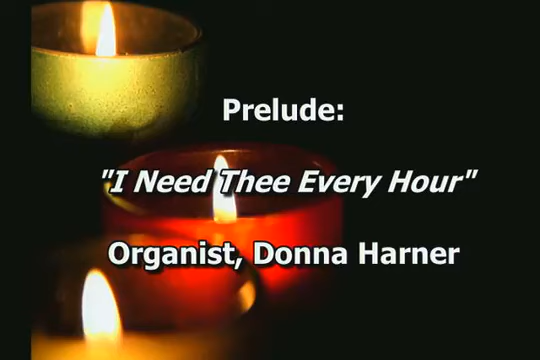 Prelude:
"I Need Thee Every Hour"
Organist, Donna Harner